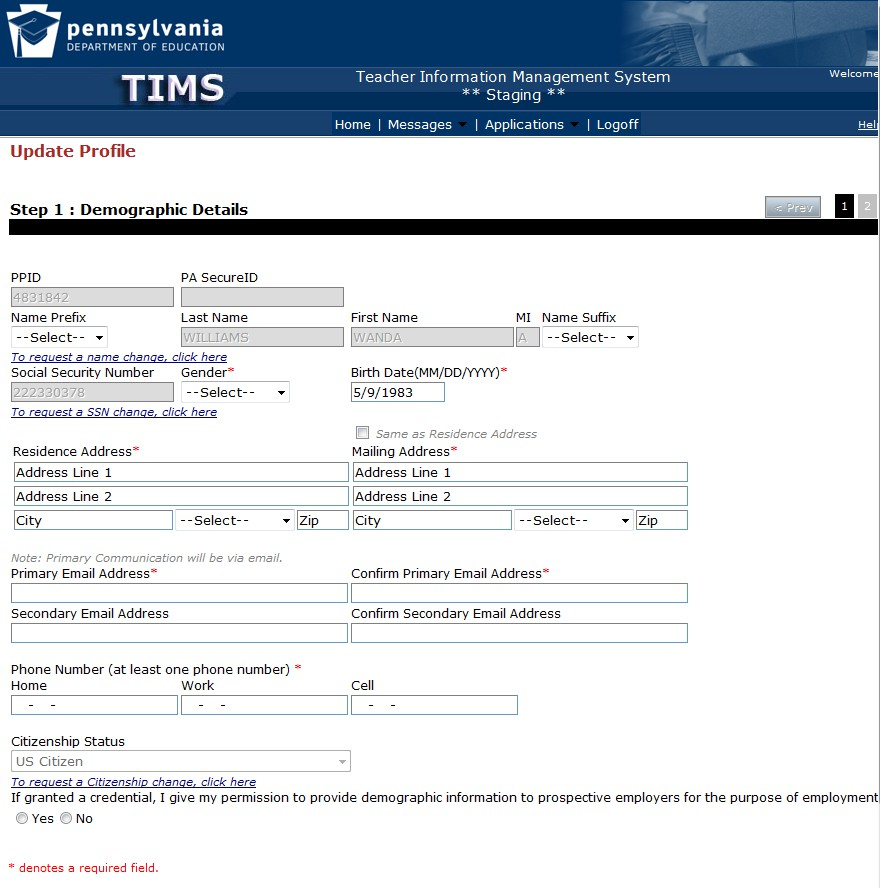 pennsylvania
DEPARTMENT OF EDUCATION
TIMS
Teacher Information Management System
** Staging **
Welcome
Home | Messages | Applications | Logoff
Help
Update Profile
Step 1 : Demographic Details
< Prev 1 2
PPID PA SecureID
4831842
Name Prefix Last Name First Name MI Name Suffix
--Select-- WILLIAMS WANDA A --Select--
To request a name change, click here
Social Security Number Gender* Birth Date(MM/DD/YYYY)*
222330378 --Select-- 5/9/1983
To request a SSN change, click here
Same as Residence Address
Residence Address* Mailing Address*
Address Line 1 Address Line 1
Address Line 2 Address Line 2
City --Select-- Zip City --Select-- Zip
Note: Primary Communication will be via email.
Primary Email Address* Confirm Primary Email Address*
Secondary Email Address Confirm Secondary Email Address
Phone Number (at least one phone number) *
Home Work Cell
- - - - - -
Citizenship Status
US Citizen
To request a Citizenship change, click here
If granted a credential, I give my permission to provide demographic information to prospective employers for the purpose of employment
Yes No
* denotes a required field.